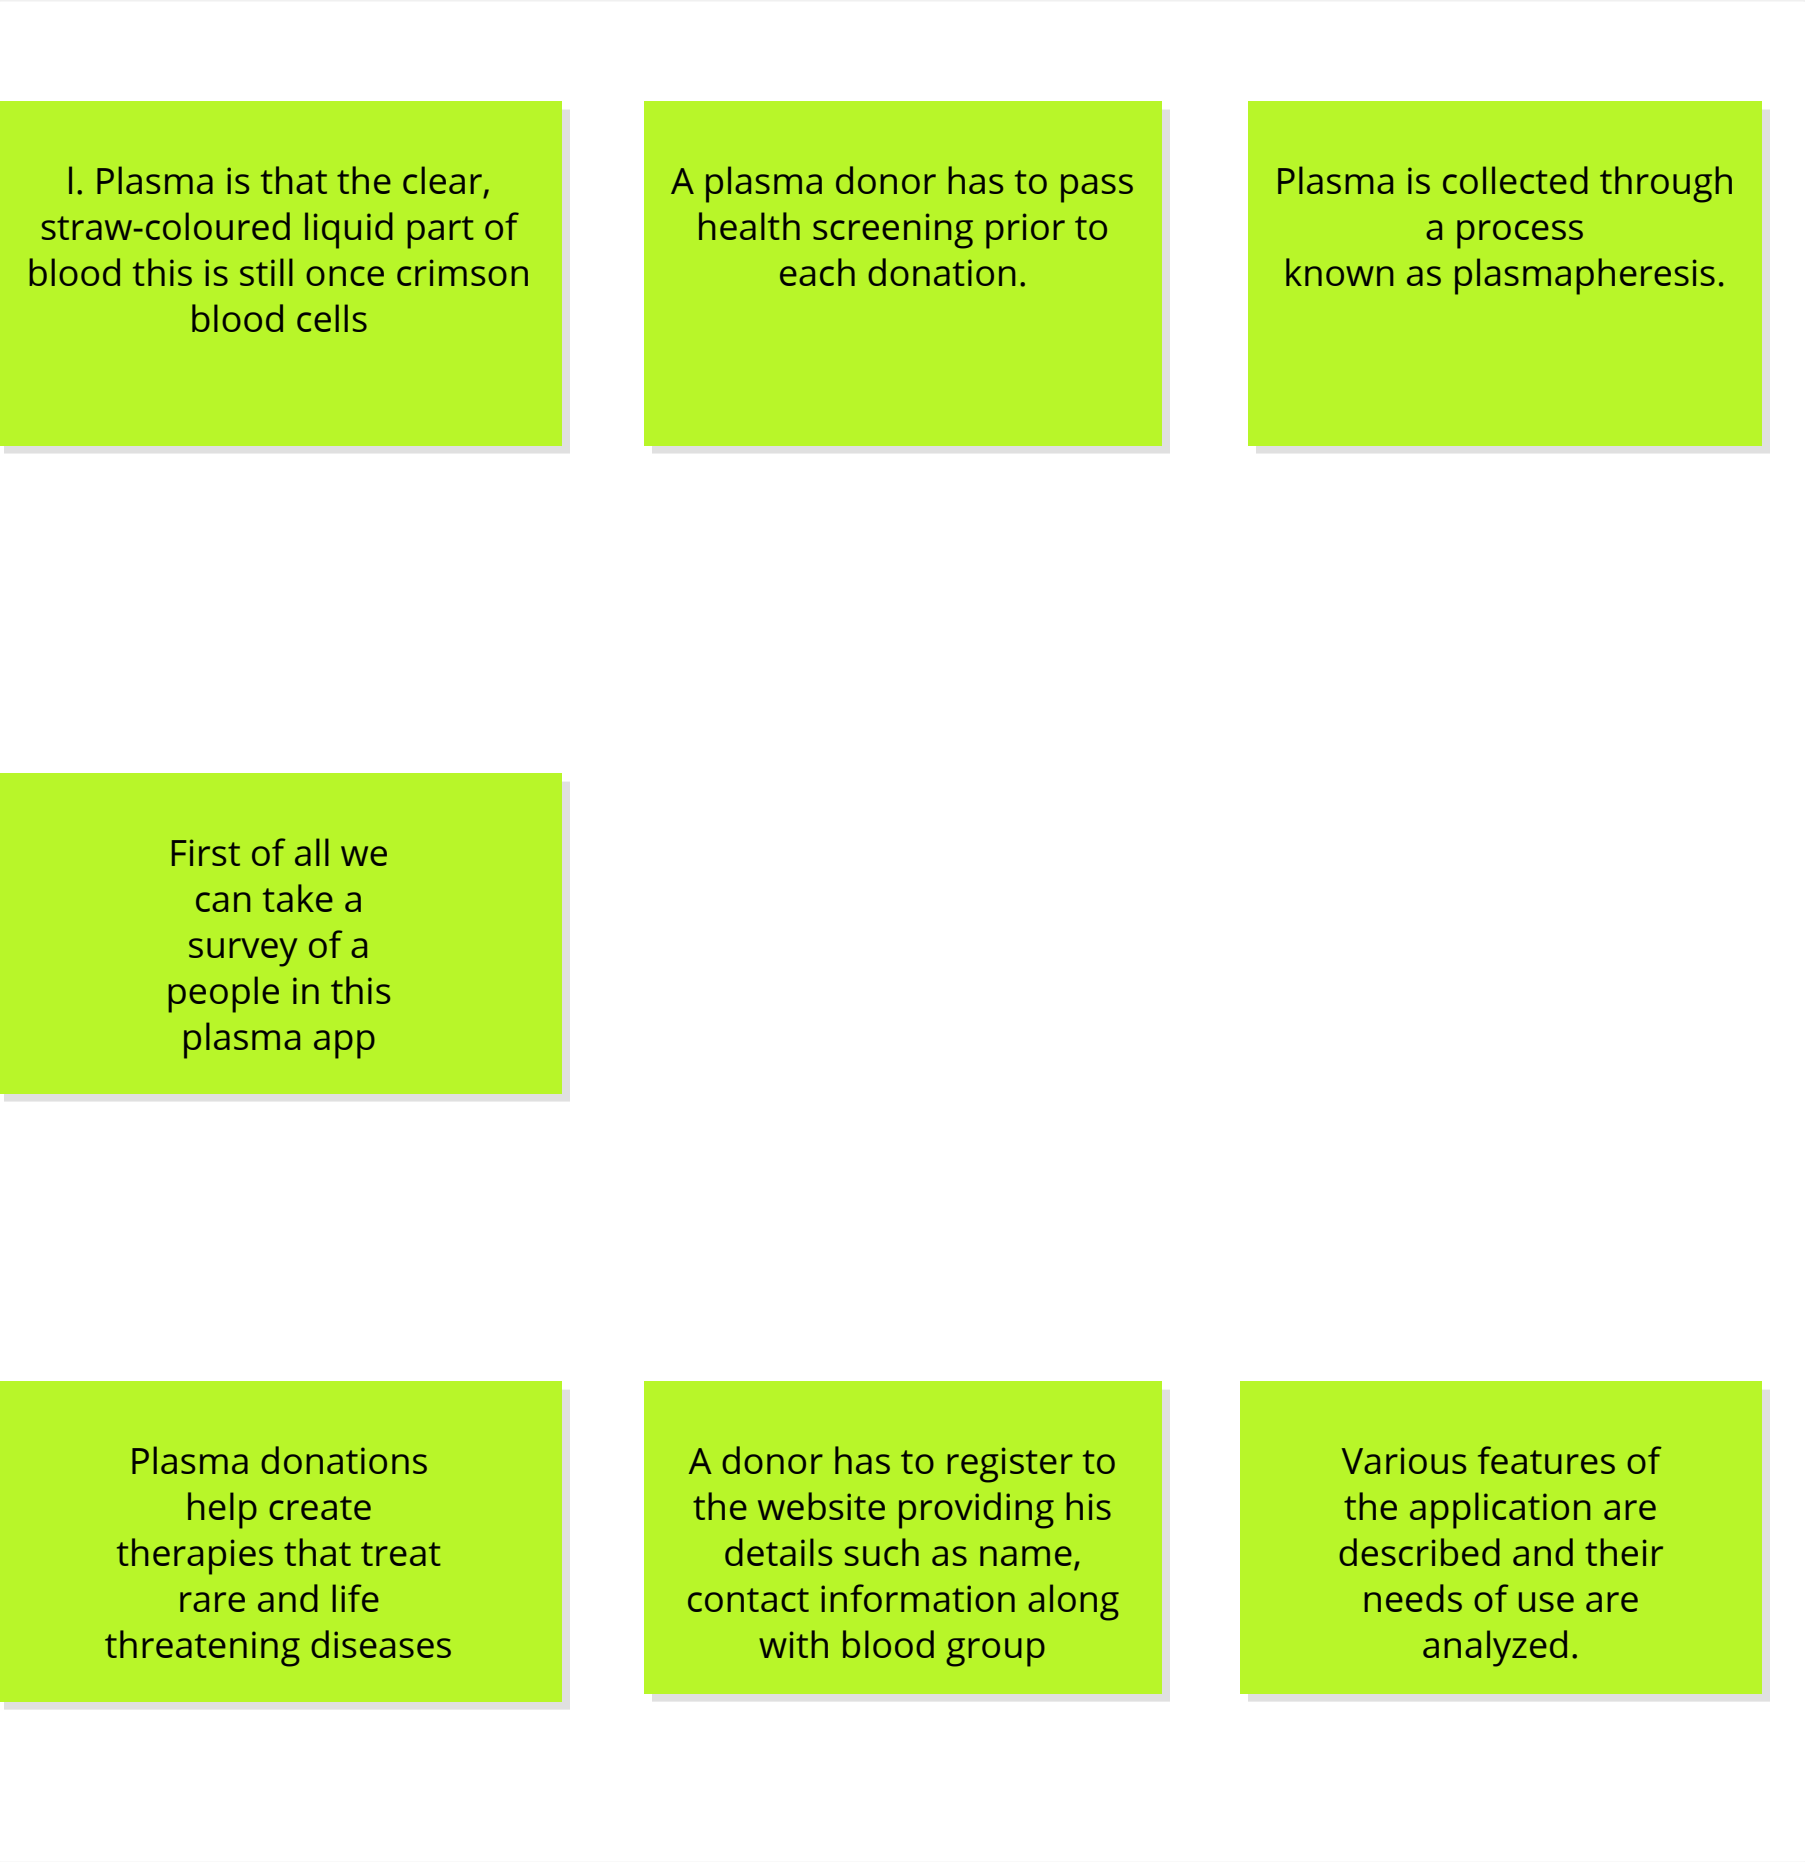 l. Plasma is that the clear,
straw-coloured liquid part of
blood this is still once crimson
blood cells
A plasma donor has to pass
health screening prior to
each donation.
Plasma is collected through
a process
known as plasmapheresis.
First of all we
can take a
survey of a
people in this
plasma app
Plasma donations
help create
therapies that treat
rare and life
threatening diseases
A donor has to register to
the website providing his
details such as name,
contact information along
with blood group
Various features of
the application are
described and their
needs of use are
analyzed.